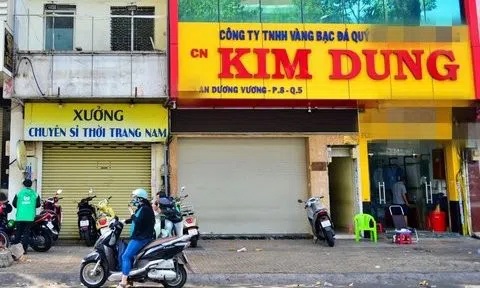 CÔNG TY TNHH VÀNG BẠC ĐÁ QUÝ
CN KIM DUNG
AN DƯƠNG VƯƠNG - P.8 - Q.5
XƯỞNG
CHUYÊN SỈ THỜI TRANG NAM